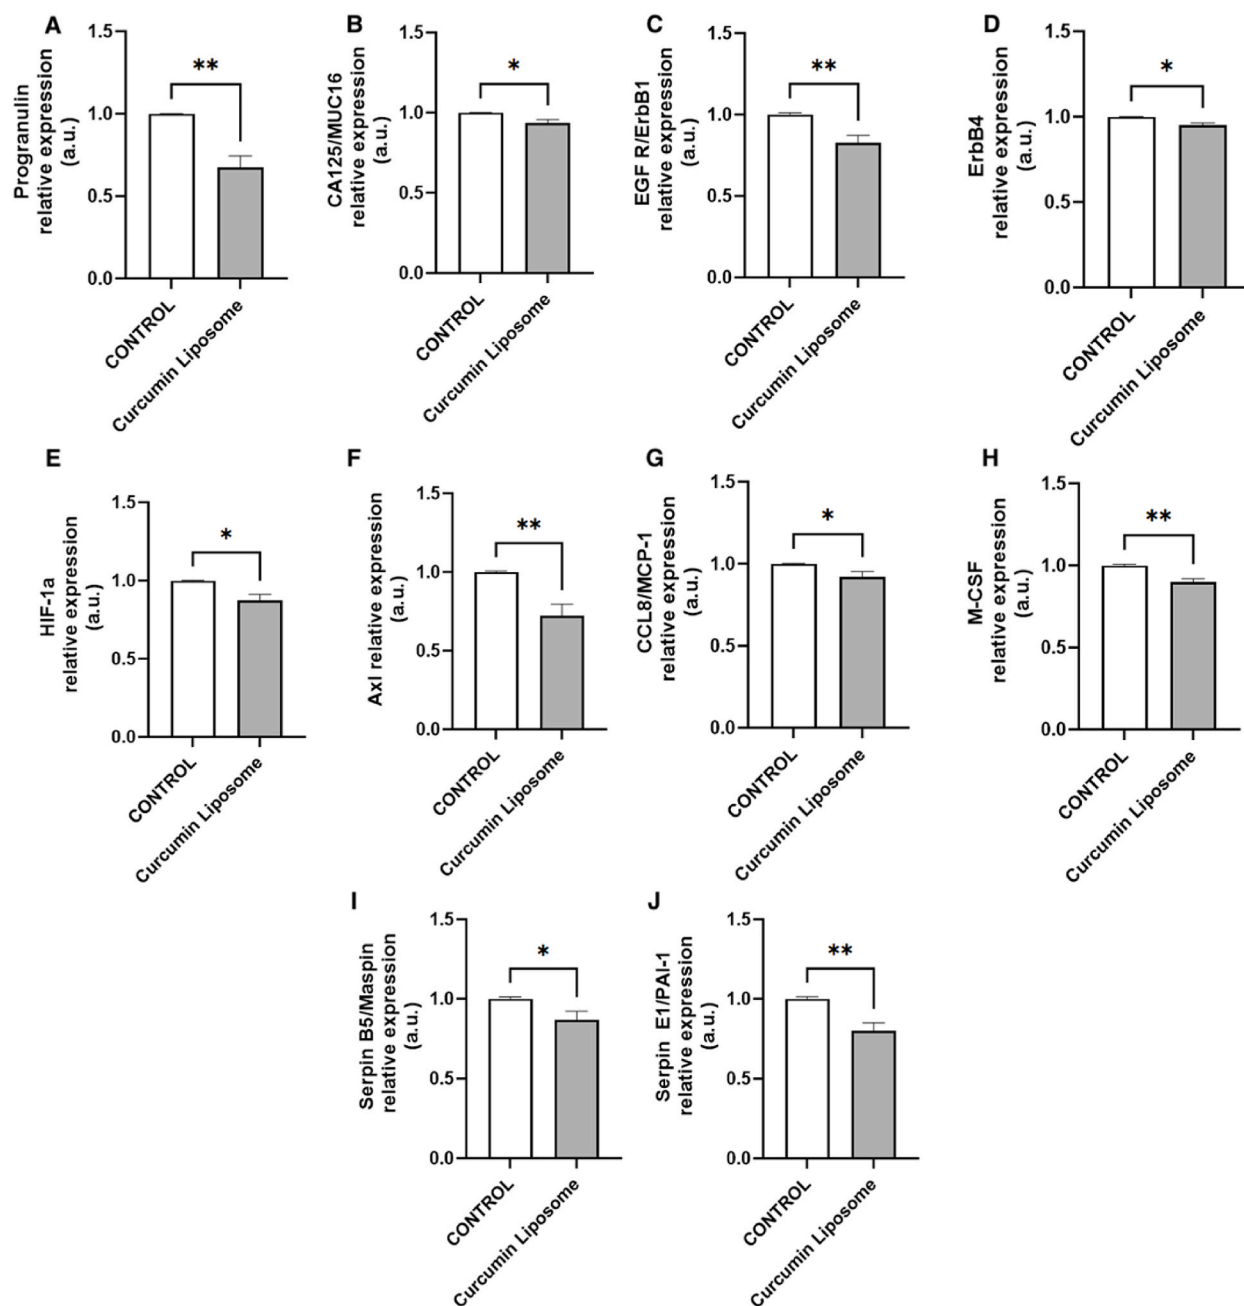 A
Progranulin
relative expression
(a.u.)
1.5
1.0
0.5
0.0
**
CONTROL
Curcumin Liposome
B
CA125/MUC16
relative expression
(a.u.)
1.5
1.0
0.5
0.0
*
CONTROL
Curcumin Liposome
C
EGF R/ErbB1
relative expression
(a.u.)
1.5
1.0
0.5
0.0
**
CONTROL
Curcumin Liposome
D
ErbB4
relative expression
(a.u.)
1.5
1.0
0.5
0.0
*
CONTROL
Curcumin Liposome
E
HIF-1a
relative expression
(a.u.)
1.5
1.0
0.5
0.0
*
CONTROL
Curcumin Liposome
F
Axl relative expression
(a.u.)
1.5
1.0
0.5
0.0
**
CONTROL
Curcumin Liposome
G
CCL8/MCP-1
relative expression
(a.u.)
1.5
1.0
0.5
0.0
*
CONTROL
Curcumin Liposome
H
M-CSF
relative expression
(a.u.)
1.5
1.0
0.5
0.0
**
CONTROL
Curcumin Liposome
I
Serpin B5/Maspin
relative expression
(a.u.)
1.5
1.0
0.5
0.0
*
CONTROL
Curcumin Liposome
J
Serpin E1/PAI-1
relative expression
(a.u.)
1.5
1.0
0.5
0.0
**
CONTROL
Curcumin Liposome